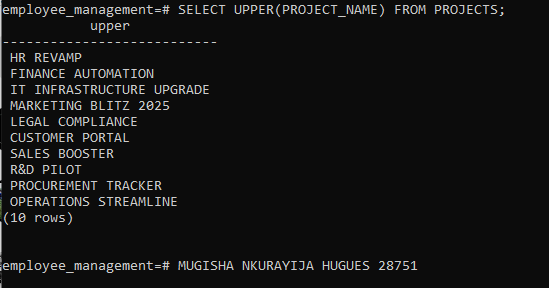 employee_management=# SELECT UPPER(PROJECT_NAME) FROM PROJECTS;
upper
---------------------------
HR REVAMP
FINANCE AUTOMATION
IT INFRASTRUCTURE UPGRADE
MARKETING BLITZ 2025
LEGAL COMPLIANCE
CUSTOMER PORTAL
SALES BOOSTER
R&D PILOT
PROCUREMENT TRACKER
OPERATIONS STREAMLINE
(10 rows)
employee_management=# MUGISHA NKURAYIJA HUGUES 28751